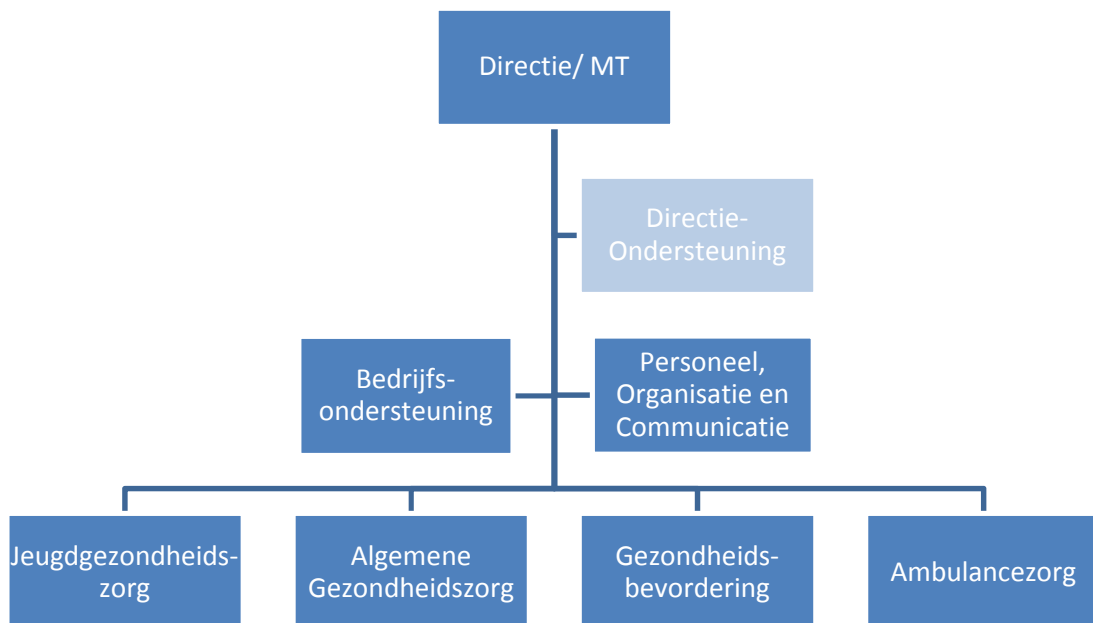 Directie/ MT
Directie-
Ondersteuning
Bedrijfs-
ondersteuning
Personeel,
Organisatie en
Communicatie
Jeugdgezondheids-
zorg
Algemene
Gezondheidszorg
Gezondheids-
bevordering
Ambulancezorg